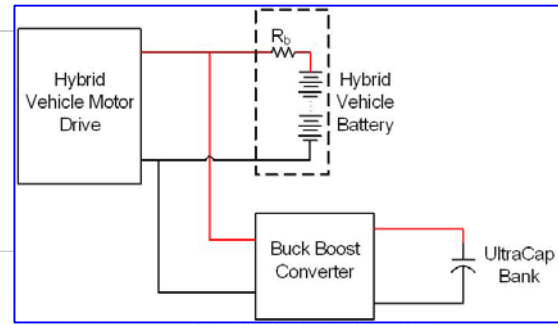 Hybrid
Vehicle Motor
Drive
Rb
Hybrid
Vehicle
Battery
Buck Boost
Converter
UltraCap
Bank